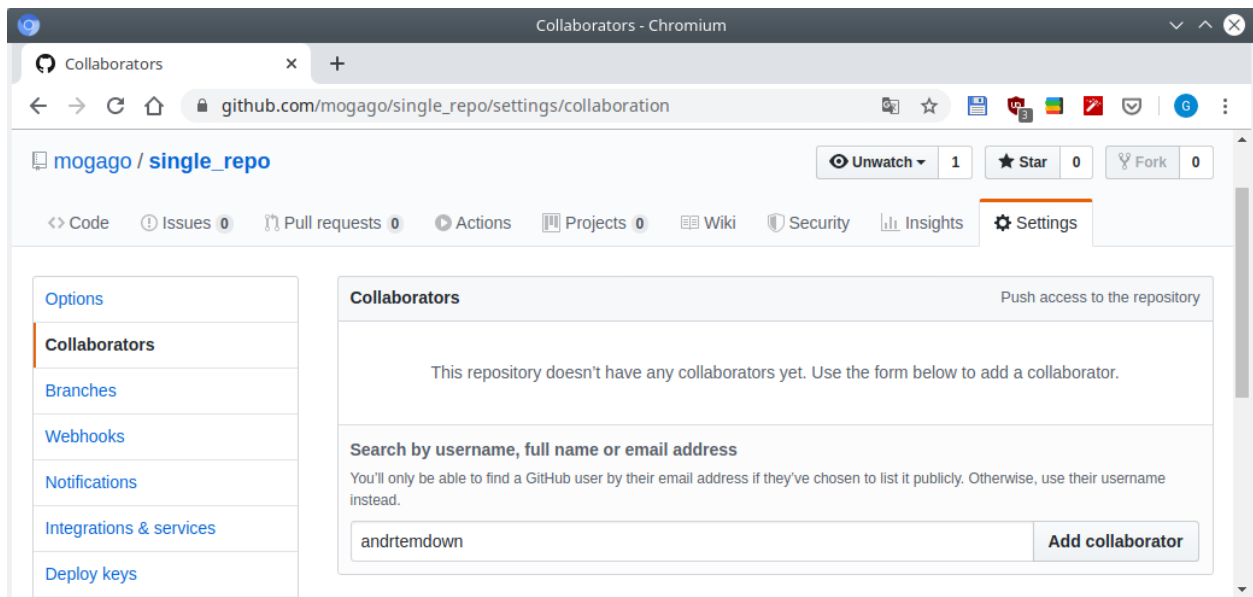 Collaborators - Chromium
Collaborators
github.com/mogago/single_repo/settings/collaboration
3
G
mogago / single_repo
Unwatch 1
Star 0
Fork 0
Code
Issues 0
Pull requests 0
Actions
Projects 0
Wiki
Security
Insights
Settings
Options
Collaborators
Branches
Webhooks
Notifications
Integrations & services
Deploy keys
Collaborators
Push access to the repository
This repository doesn't have any collaborators yet. Use the form below to add a collaborator.
Search by username, full name or email address
You'll only be able to find a GitHub user by their email address if they've chosen to list it publicly. Otherwise, use their username
instead.
andrtemdown
Add collaborator